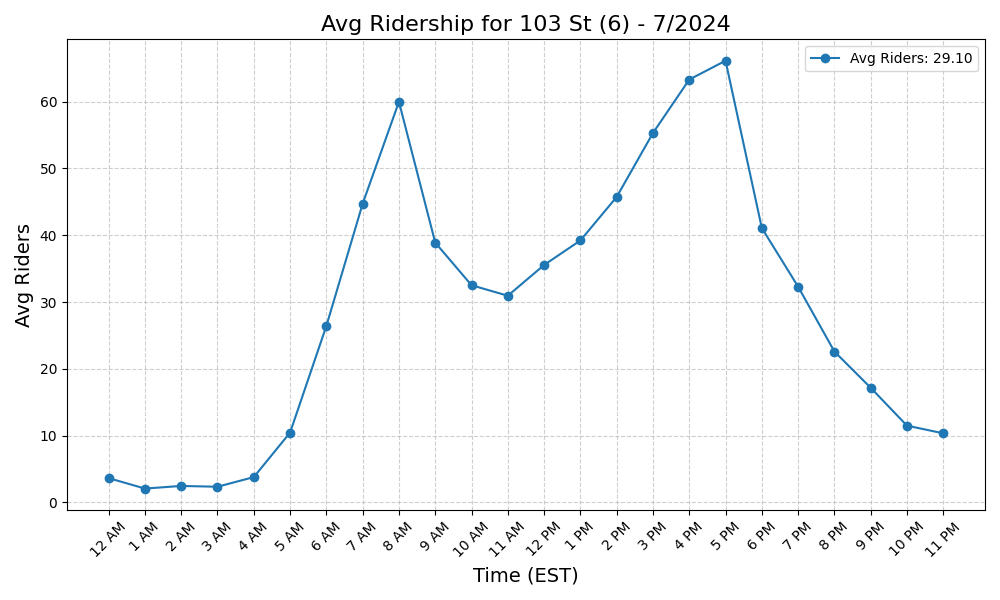 Avg Ridership for 103 St (6) - 7/2024
Avg Riders: 29.10
Avg Riders
60
50
40
30
20
10
0
12 AM
1 AM
2 AM
3 AM
4 AM
5 AM
6 AM
7 AM
8 AM
9 AM
10 AM
11 AM
12 PM
1 PM
2 PM
3 PM
4 PM
5 PM
6 PM
7 PM
8 PM
9 PM
10 PM
11 PM
Time (EST)